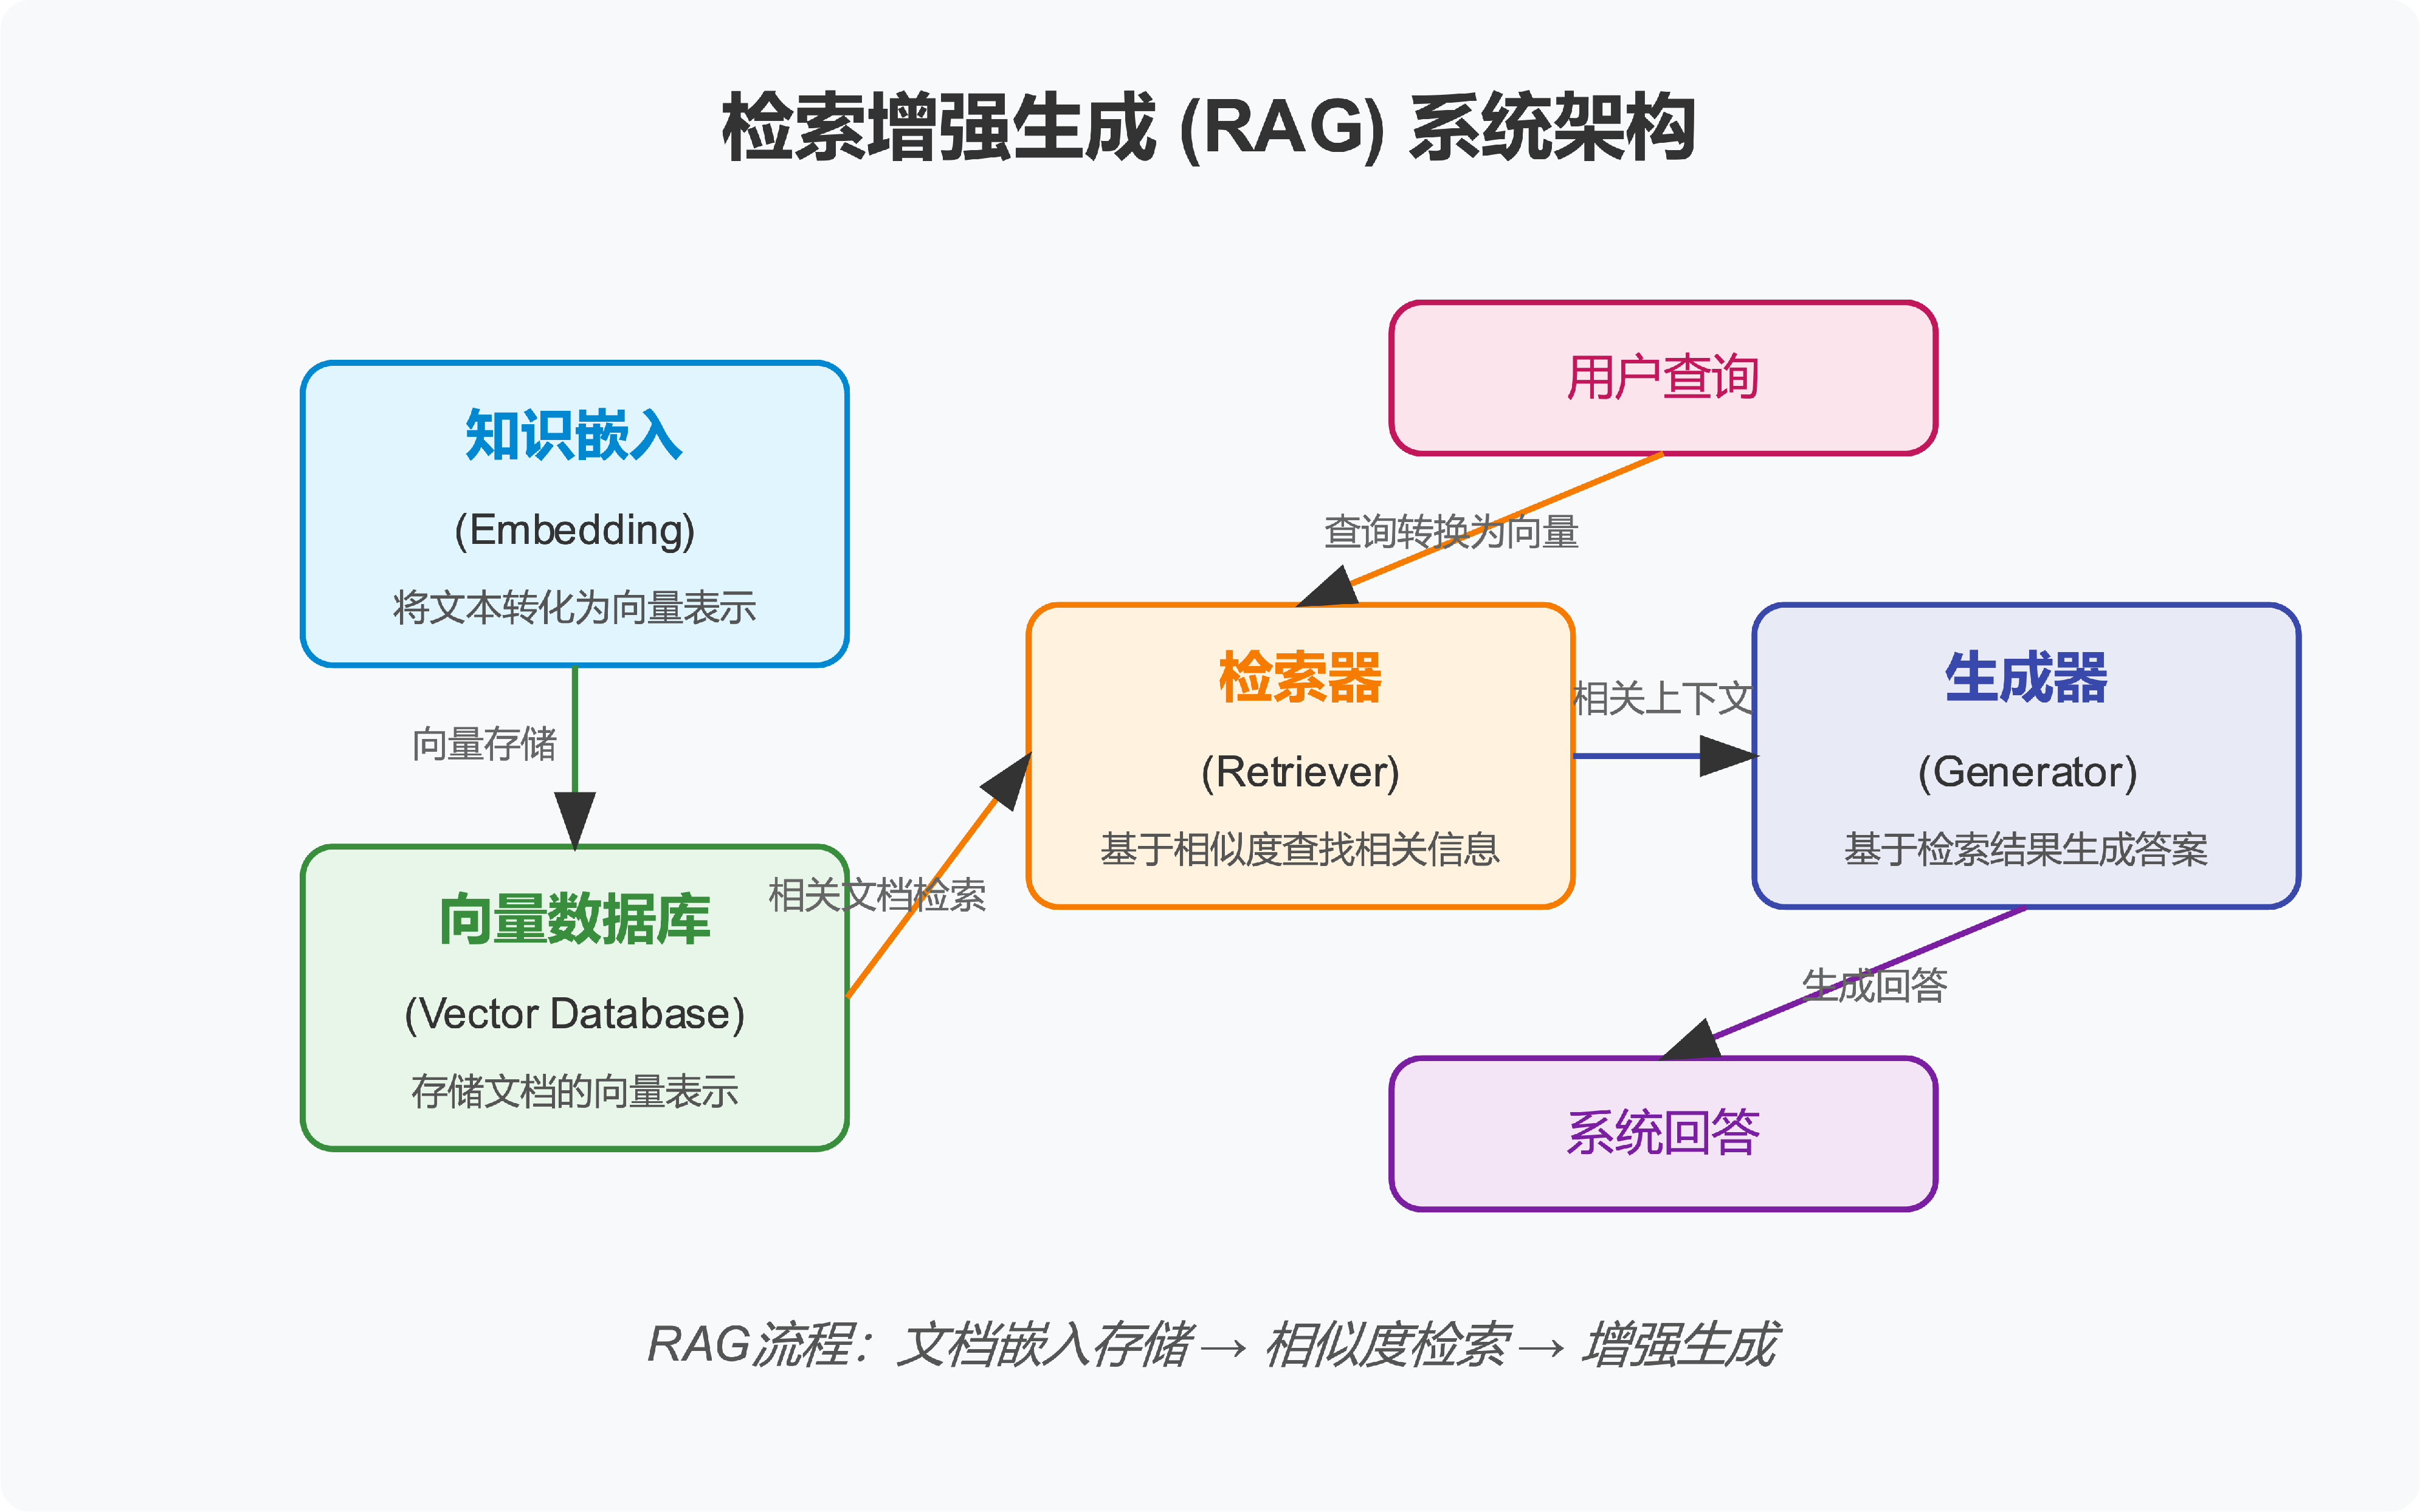 检索增强生成 (RAG) 系统架构
用户查询
知识嵌入
(Embedding)
将文本转化为向量表示
查询转换为向量
向量存储
检索器
(Retriever)
基于相似度查找相关信息
相关上下文
生成器
(Generator)
基于检索结果生成答案
相关文档检索
向量数据库
(Vector Database)
存储文档的向量表示
生成回答
系统回答
RAG流程：文档嵌入存储→ 相似度检索→ 增强生成